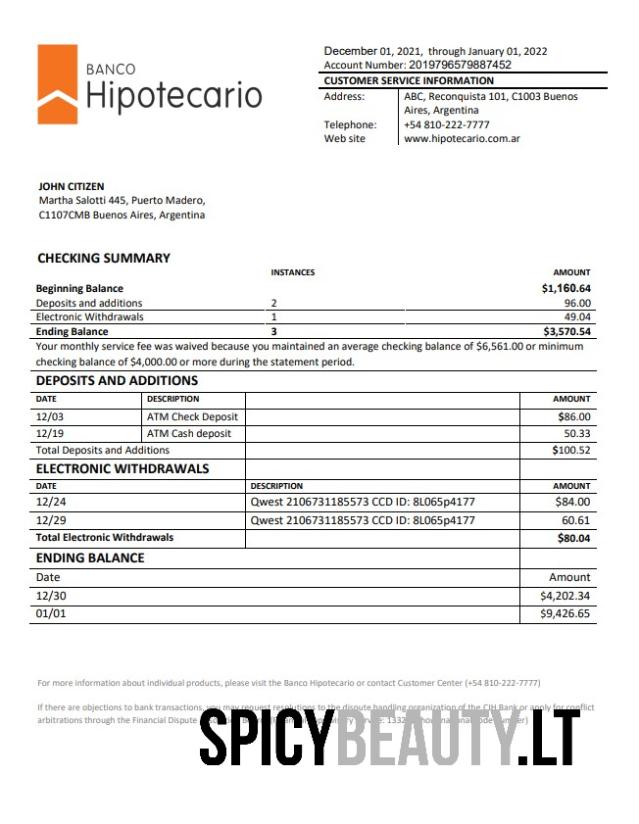 BANCO
Hipotecario
December 01, 2021, through January 01, 2022
Account Number: 2019796579887452
CUSTOMER SERVICE INFORMATION
Address: ABC, Reconquista 101, C1003 Buenos
Aires, Argentina
Telephone: +54 810-222-7777
Web site www.hipotecario.com.ar
JOHN CITIZEN
Martha Salotti 445, Puerto Madero,
C1107CMB Buenos Aires, Argentina
CHECKING SUMMARY
INSTANCES AMOUNT
Beginning Balance $1,160.64
Deposits and additions 2 96.00
Electronic Withdrawals 1 49.04
Ending Balance 3 $3,570.54
Your monthly service fee was waived because you maintained an average checking balance of $6,561.00 or minimum
checking balance of $4,000.00 or more during the statement period.
DEPOSITS AND ADDITIONS
DATE DESCRIPTION AMOUNT
12/03 ATM Check Deposit $86.00
12/19 ATM Cash deposit 50.33
Total Deposits and Additions $100.52
ELECTRONIC WITHDRAWALS
DATE DESCRIPTION AMOUNT
12/24 Qwest 2106731185573 CCD ID: 8L065p4177 $84.00
12/29 Qwest 2106731185573 CCD ID: 8L065p4177 60.61
Total Electronic Withdrawals $80.04
ENDING BALANCE
Date Amount
12/30 $4,202.34
01/01 $9,426.65
For more information about individual products, please visit the Banco Hipotecario or contact Customer Center (+54 810-222-7777)
If there are objections to bank transactions, you may request resolutions to the dispute handling organization of the CIH Bank or apply for conflict
arbitrations through the Financial Dispute
SPICYBEAUTY.LT